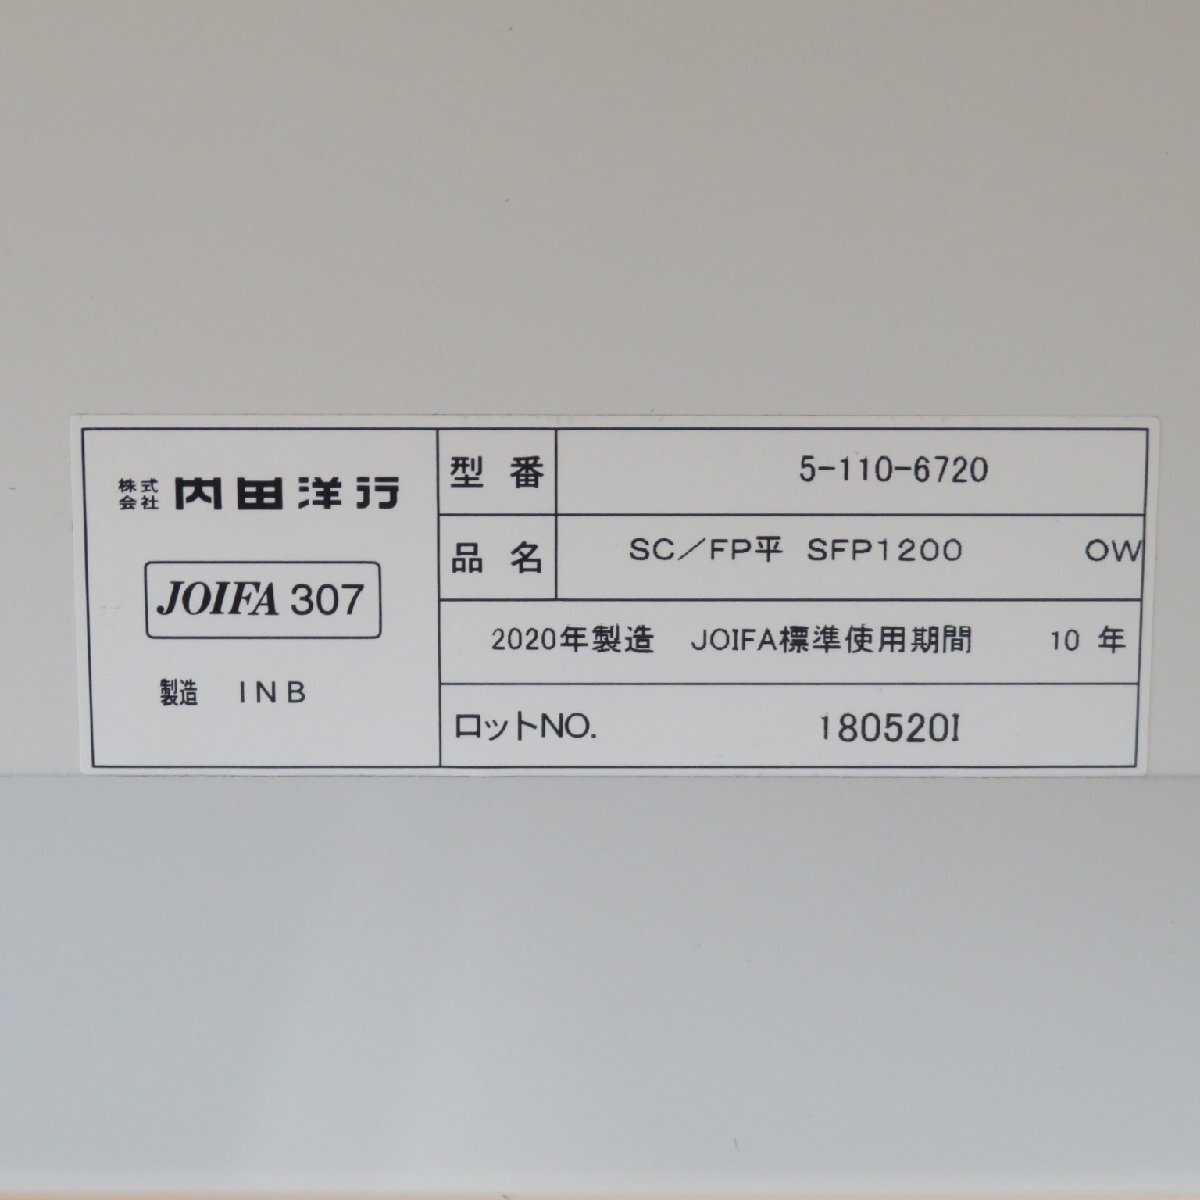 株式会社 内田洋行
JOIFA 307
製造 INB
型番 5-110-6720
品名 SC/FP平 SFP1200 OW
2020年製造 JOIFA標準使用期間 10年
ロットNO. 180520I